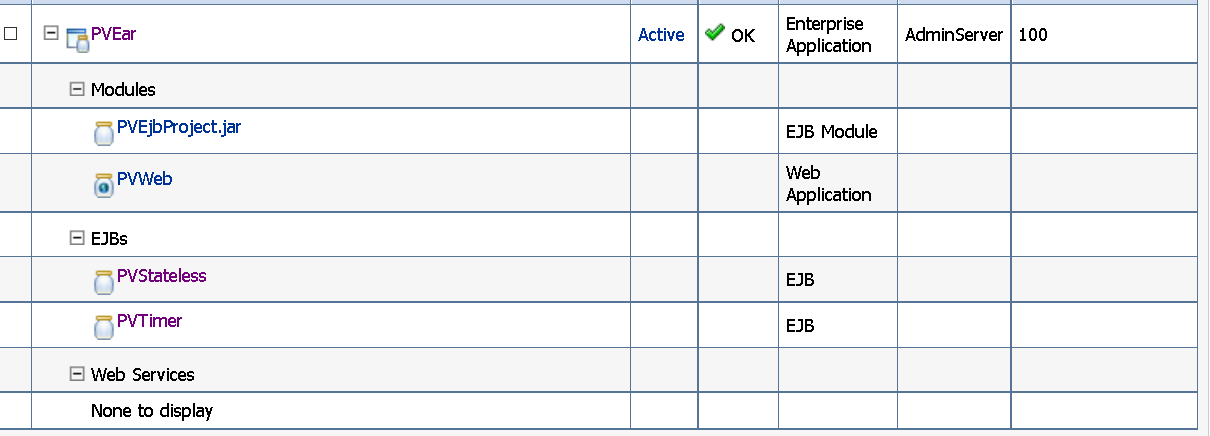 PVEar Active OK Enterprise Application AdminServer 100
Modules
PVEjbProject.jar EJB Module
PVWeb Web Application
EJBs
PVStateless EJB
PVTimer EJB
Web Services
None to display